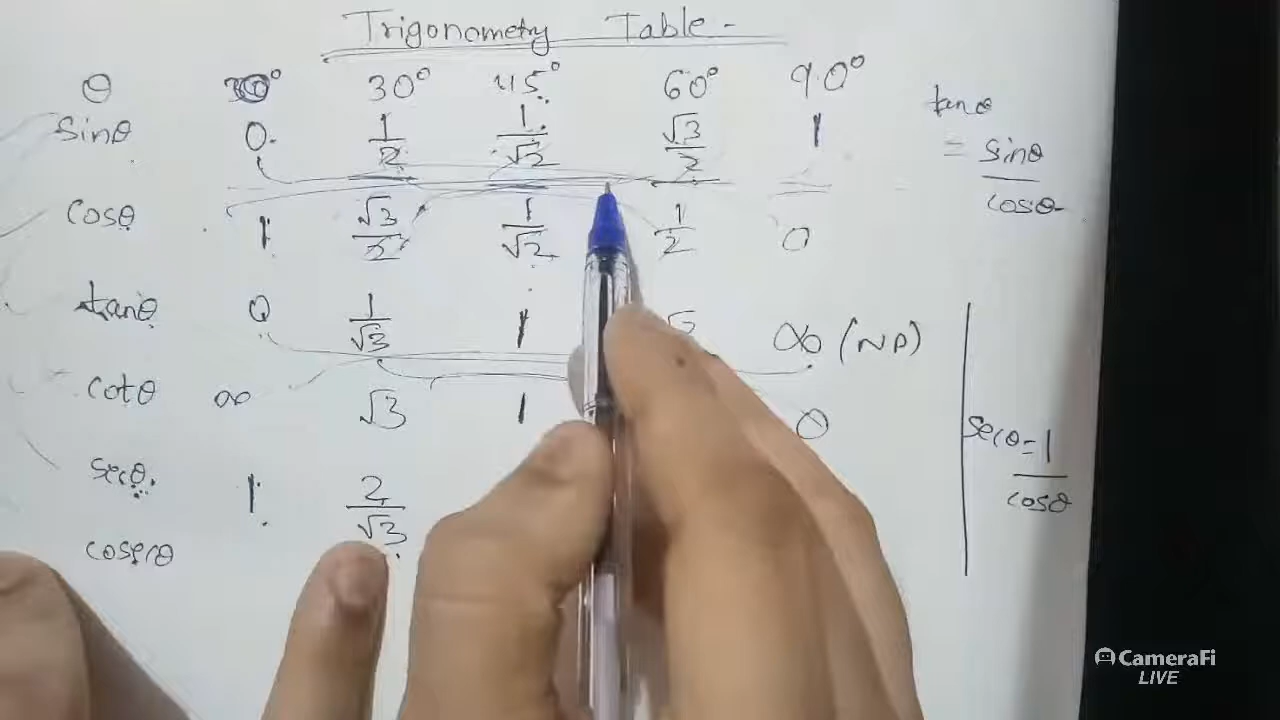 Trigonometry Table -
θ 30° 45° 60° 90°
sinθ 0 1/2 1/√2 √3/2 1
cosθ 1 √3/2 1/√2 1/2 0
tanθ 0 1/√3 1 ∞ (ND)
cotθ ∞ √3 1 0
secθ 1 2/√3
cosecθ
tanθ
= sinθ/cosθ
secθ = 1/cosθ
CameraFi
LIVE